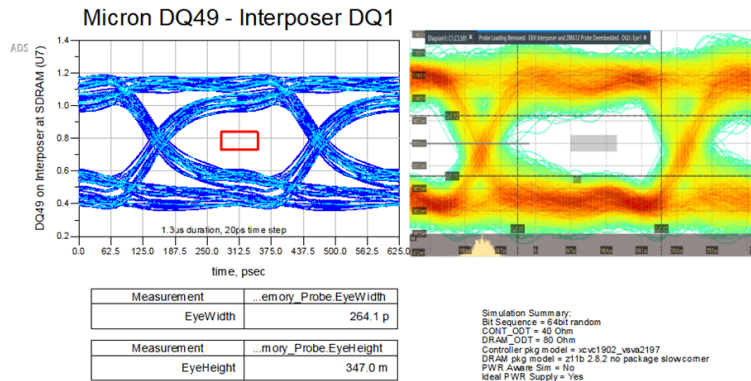 Micron DQ49 - Interposer DQ1
ADS
DQ49 on Interposer at SDRAM (U7)
1.4
1.2
1.0
0.8
0.6
0.4
0.2
1.3us duration, 20ps time step
0.0 62.5 125.0 187.5 250.0 312.5 375.0 437.5 500.0 562.5 625.0
time, psec
Measurement ...emory_Probe.EyeWidth
EyeWidth 264.1 p
Measurement ...mory_Probe.EyeHeight
EyeHeight 347.0 m
Simulation Summary:
Bit Sequence = 64bit random
CONT_ODT = 40 Ohm
DRAM_ODT = 80 Ohm
Controller pkg model = xcvc1902_vsva2197
DRAM pkg model = z11b 2.8.2 no package slowcorner
PWR Aware Sim = No
Ideal PWR Supply = Yes